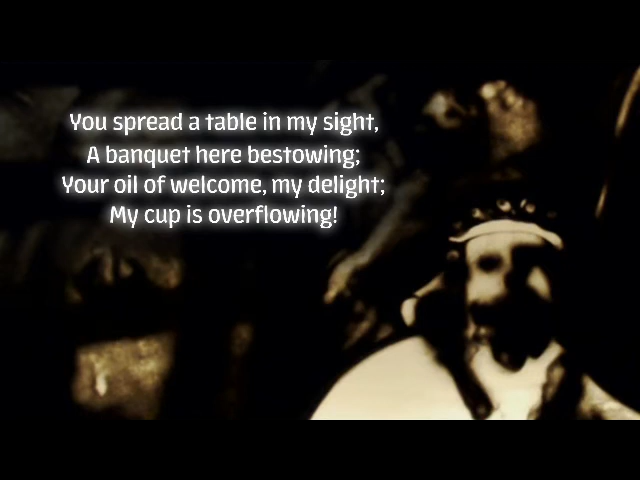 You spread a table in my sight,
A banquet here bestowing;
Your oil of welcome, my delight;
My cup is overflowing!